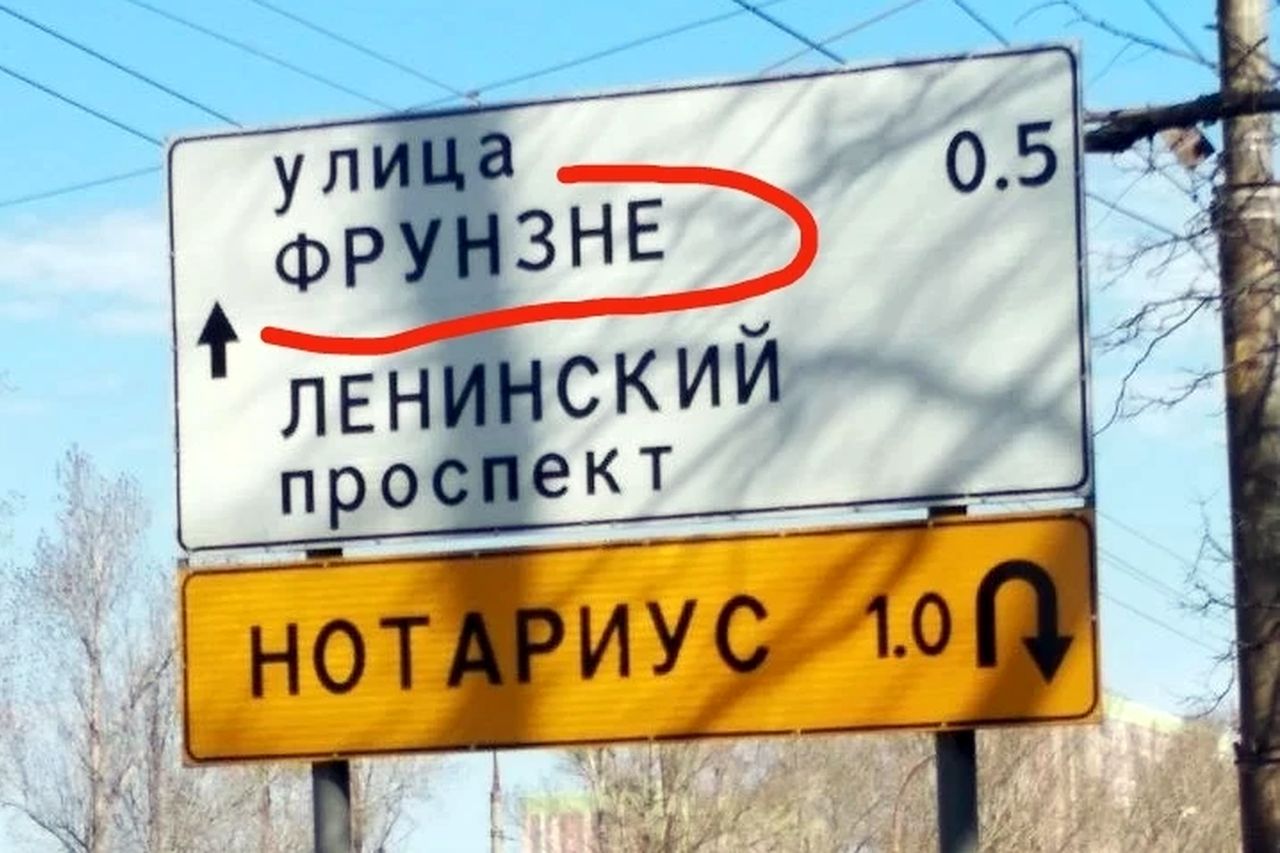 улица 0.5
ФРУНЗНЕ
ЛЕНИНСКИЙ
проспект
НОТАРИУС 1.0